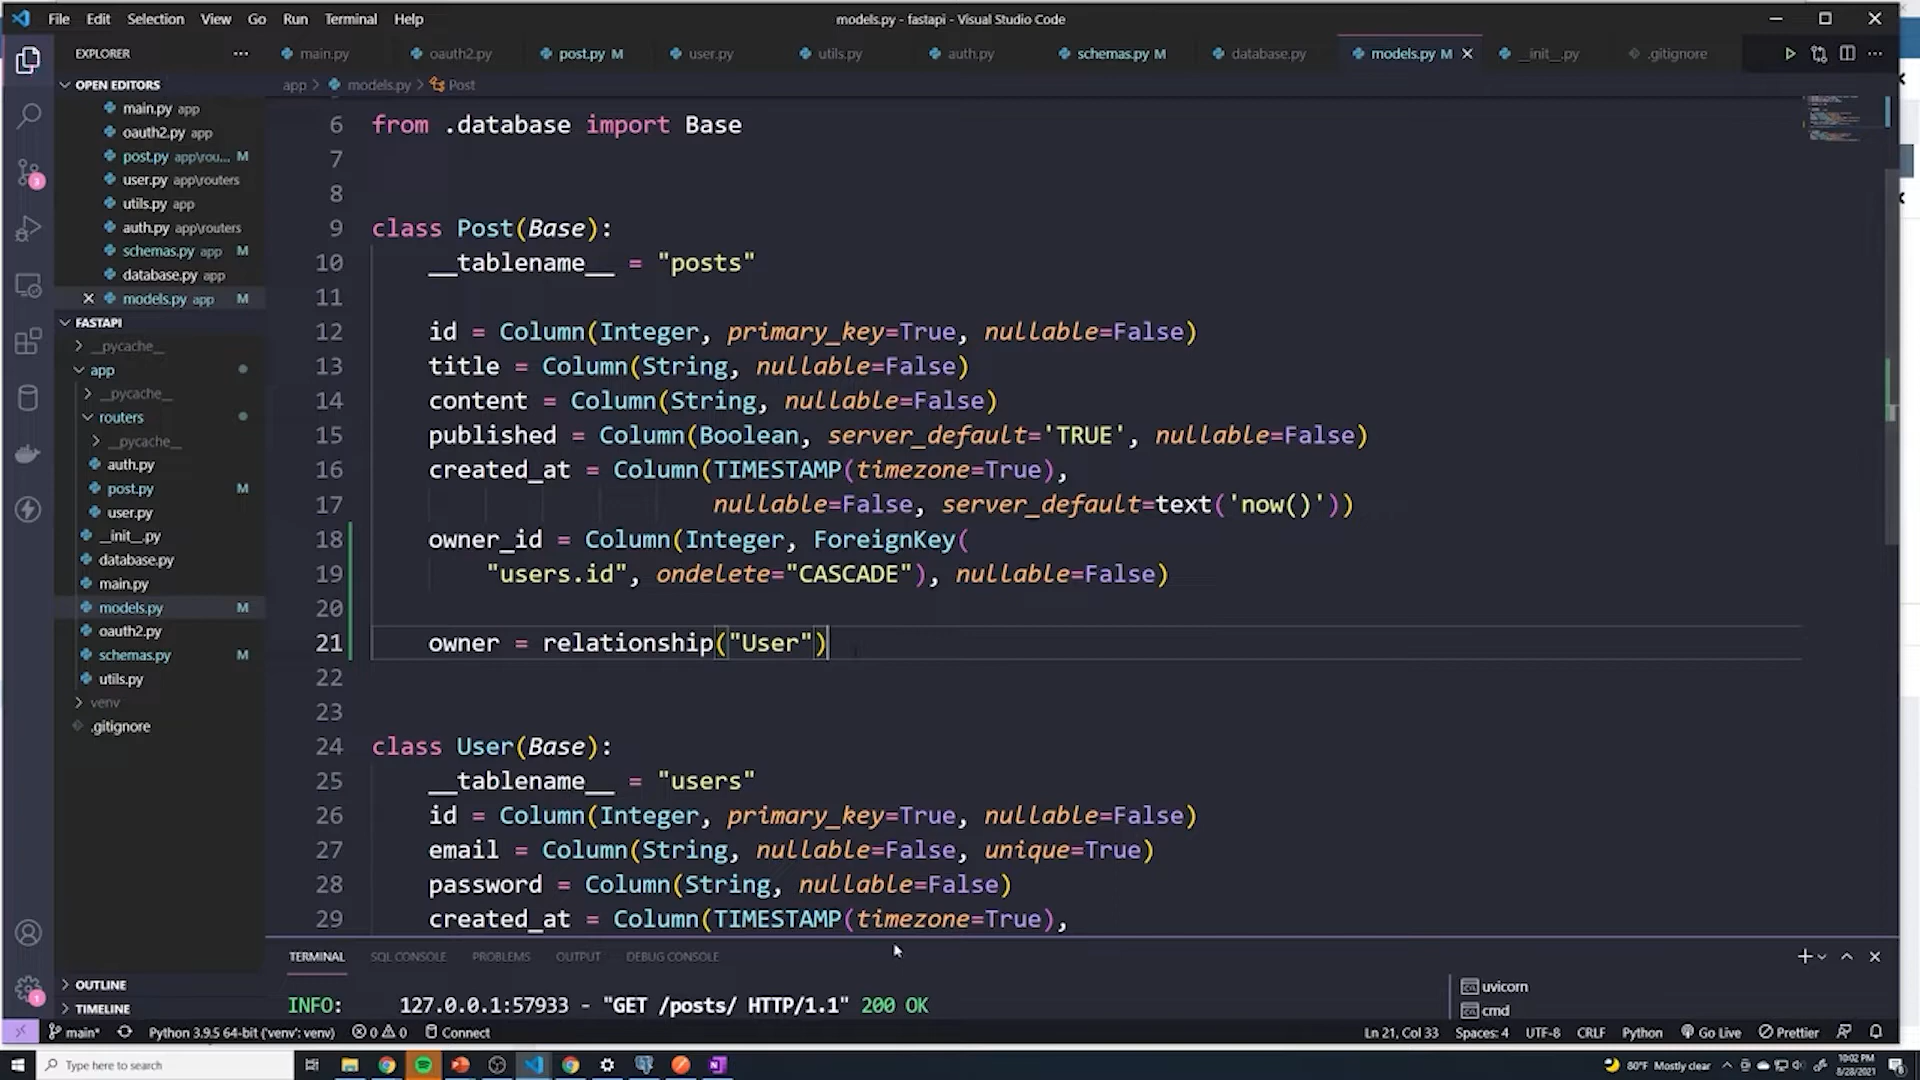 File Edit Selection View Go Run Terminal Help
models.py - fastapi - Visual Studio Code
EXPLORER
main.py
oauth2.py
post.py M
user.py
utils.py
auth.py
schemas.py M
database.py
models.py M
__init__.py
.gitignore
OPEN EDITORS
app > models.py > Post
main.py app
oauth2.py app
post.py app\rou... M
user.py app\routers
utils.py app
auth.py app\routers
schemas.py app M
database.py app
models.py app M
FASTAPI
__pycache__
app
__pycache__
routers
__pycache__
auth.py
post.py M
user.py
__init__.py
database.py
main.py
models.py M
oauth2.py
schemas.py M
utils.py
venv
.gitignore
OUTLINE
TIMELINE
6 from .database import Base
7
8
9 class Post(Base):
10 __tablename__ = "posts"
11
12 id = Column(Integer, primary_key=True, nullable=False)
13 title = Column(String, nullable=False)
14 content = Column(String, nullable=False)
15 published = Column(Boolean, server_default='TRUE', nullable=False)
16 created_at = Column(TIMESTAMP(timezone=True),
17 nullable=False, server_default=text('now()'))
18 owner_id = Column(Integer, ForeignKey(
19 "users.id", ondelete="CASCADE"), nullable=False)
20
21 owner = relationship("User")
22
23
24 class User(Base):
25 __tablename__ = "users"
26 id = Column(Integer, primary_key=True, nullable=False)
27 email = Column(String, nullable=False, unique=True)
28 password = Column(String, nullable=False)
29 created_at = Column(TIMESTAMP(timezone=True),
TERMINAL SQL CONSOLE PROBLEMS OUTPUT DEBUG CONSOLE
INFO: 127.0.0.1:57933 - "GET /posts/ HTTP/1.1" 200 OK
uvicorn
cmd
3
1
main* Python 3.9.5 64-bit ('venv': venv) 0 0 Connect
Ln 21, Col 33 Spaces: 4 UTF-8 CRLF Python Go Live Prettier
Type here to search
80°F Mostly clear
10:02 PM
8/28/2021